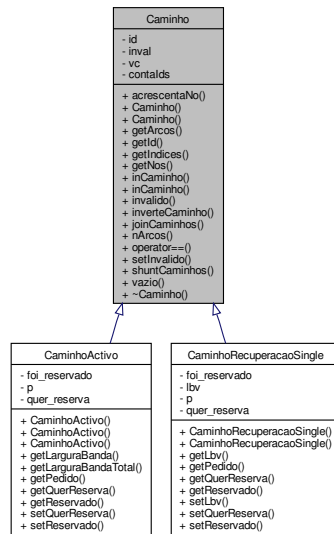 Caminho
- id
- inval
- vc
- contaIds
+ acrescentaNo()
+ Caminho()
+ Caminho()
+ getArcos()
+ getId()
+ getIndices()
+ getNos()
+ inCaminho()
+ inCaminho()
+ invalido()
+ inverteCaminho()
+ joinCaminhos()
+ nArcos()
+ operator==()
+ setInvalido()
+ shuntCaminhos()
+ vazio()
+ ~Caminho()
CaminhoActivo
- foi_reservado
- p
- quer_reserva
+ CaminhoActivo()
+ CaminhoActivo()
+ CaminhoActivo()
+ getLarguraBanda()
+ getLarguraBandaTotal()
+ getPedido()
+ getQuerReserva()
+ getReservado()
+ setQuerReserva()
+ setReservado()
CaminhoRecuperacaoSingle
- foi_reservado
- lbv
- p
- quer_reserva
+ CaminhoRecuperacaoSingle()
+ CaminhoRecuperacaoSingle()
+ getLbv()
+ getPedido()
+ getQuerReserva()
+ getReservado()
+ setLbv()
+ setQuerReserva()
+ setReservado()